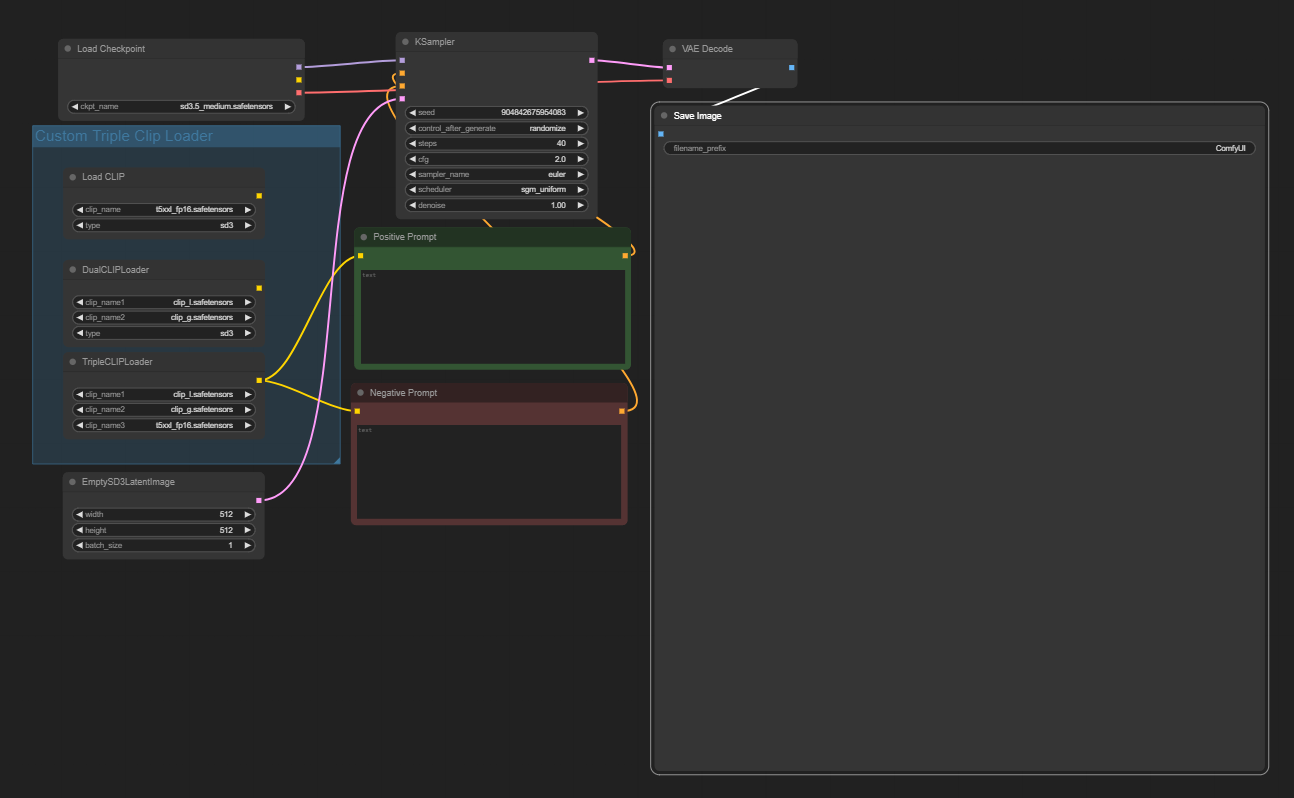 Load Checkpoint
ckpt_name sd3.5_medium.safetensors
Custom Triple Clip Loader
Load CLIP
clip_name t5xxl_fp16.safetensors
type sd3
DualCLIPLoader
clip_name1 clip_l.safetensors
clip_name2 clip_g.safetensors
type sd3
TripleCLIPLoader
clip_name1 clip_l.safetensors
clip_name2 clip_g.safetensors
clip_name3 t5xxl_fp16.safetensors
EmptySD3LatentImage
width 512
height 512
batch_size 1
KSampler
seed 904842675954083
control_after_generate randomize
steps 40
cfg 2.0
sampler_name euler
scheduler sgm_uniform
denoise 1.00
Positive Prompt
text
Negative Prompt
text
VAE Decode
Save Image
filename_prefix ComfyUI